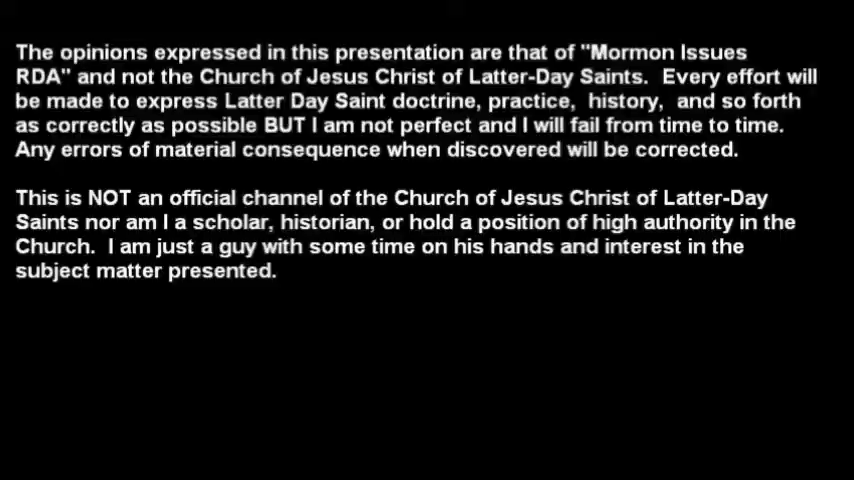 The opinions expressed in this presentation are that of "Mormon Issues
RDA" and not the Church of Jesus Christ of Latter-Day Saints.  Every effort will
be made to express Latter Day Saint doctrine, practice,  history,  and so forth
as correctly as possible BUT I am not perfect and I will fail from time to time.
Any errors of material consequence when discovered will be corrected.
This is NOT an official channel of the Church of Jesus Christ of Latter-Day
Saints nor am I a scholar, historian, or hold a position of high authority in the
Church.  I am just a guy with some time on his hands and interest in the
subject matter presented.